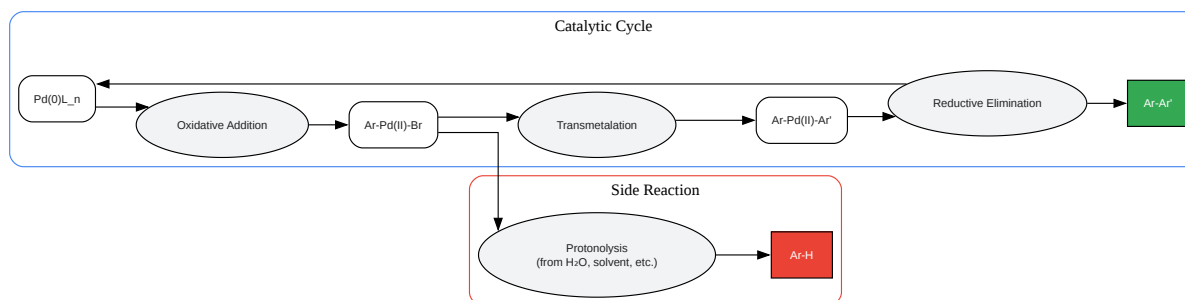 Catalytic Cycle
Pd(0)L_n
Oxidative Addition
Ar-Pd(II)-Br
Transmetalation
Ar-Pd(II)-Ar'
Reductive Elimination
Ar-Ar'
Side Reaction
Protonolysis
(from H₂O, solvent, etc.)
Ar-H